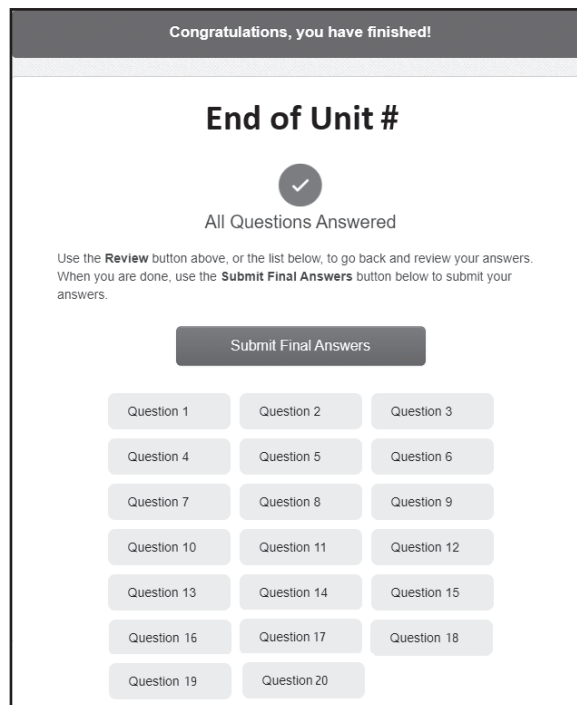 Congratulations, you have finished!
End of Unit #
All Questions Answered
Use the Review button above, or the list below, to go back and review your answers.
When you are done, use the Submit Final Answers button below to submit your
answers.
Submit Final Answers
Question 1 Question 2 Question 3
Question 4 Question 5 Question 6
Question 7 Question 8 Question 9
Question 10 Question 11 Question 12
Question 13 Question 14 Question 15
Question 16 Question 17 Question 18
Question 19 Question 20